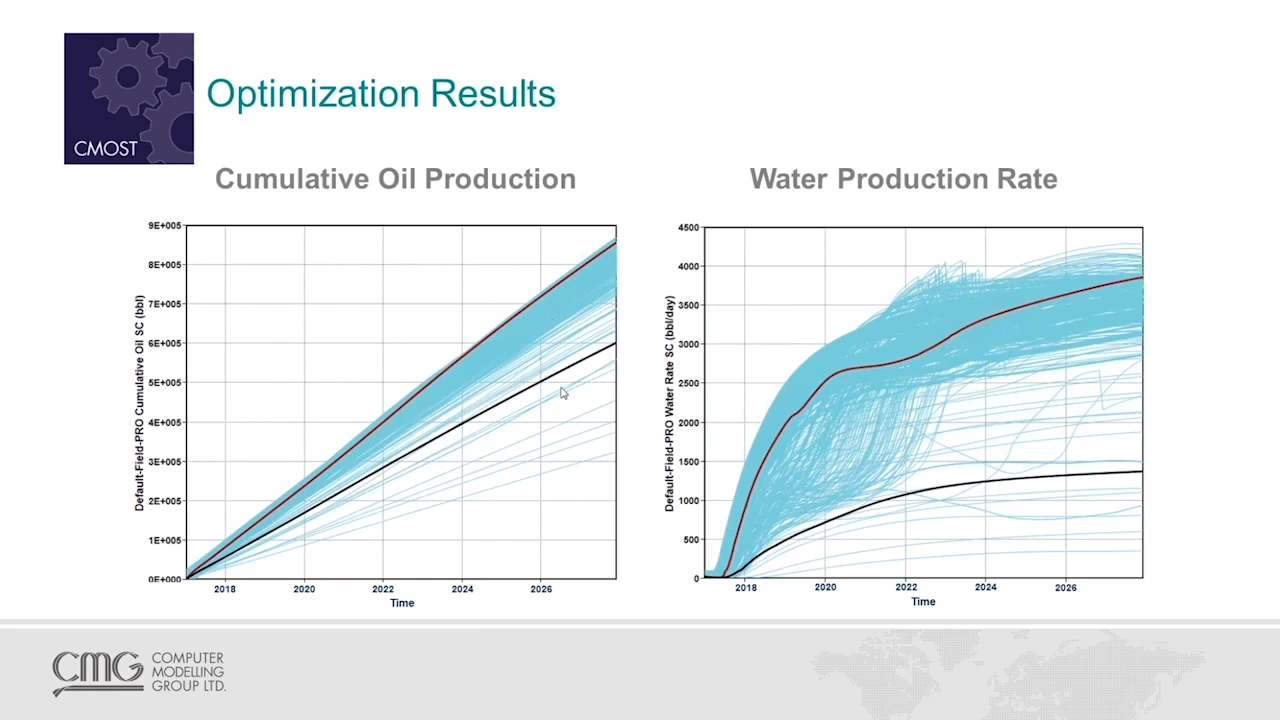 CMOST
Optimization Results
Cumulative Oil Production
Water Production Rate
Default-Field-PRO Cumulative Oil SC (bbl)
9E+005
8E+005
7E+005
6E+005
5E+005
4E+005
3E+005
2E+005
1E+005
0E+000
2018 2020 2022 2024 2026
Time
Default-Field-PRO Water Rate SC (bbl/day)
4500
4000
3500
3000
2500
2000
1500
1000
500
0
2018 2020 2022 2024 2026
Time
CMG
COMPUTER
MODELLING
GROUP LTD.